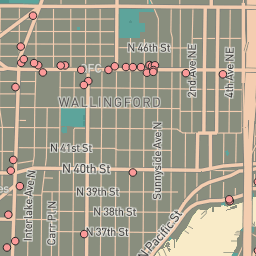 N 46th St
2nd Ave NE
4th Ave NE
WALLINGFORD
N 41st St
Sunnyside Ave N
N 40th St
Interlake Ave N
Carr Pl N
N 39th St
N 38th St
N Pacific St
N 37th St